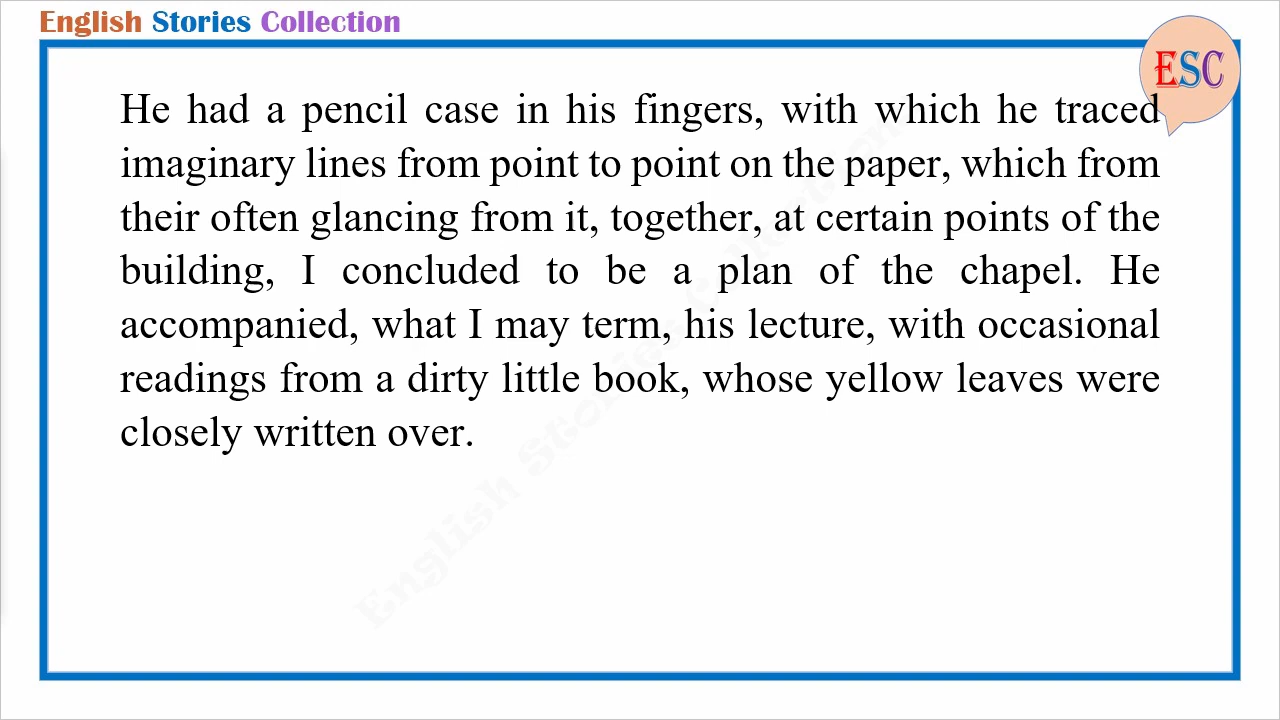 English Stories Collection
ESC
He had a pencil case in his fingers, with which he traced
imaginary lines from point to point on the paper, which from
their often glancing from it, together, at certain points of the
building, I concluded to be a plan of the chapel. He
accompanied, what I may term, his lecture, with occasional
readings from a dirty little book, whose yellow leaves were
closely written over.
English Stories Collection